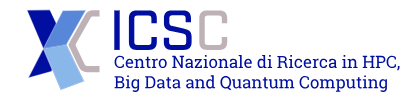 ICSC
Centro Nazionale di Ricerca in HPC,
Big Data and Quantum Computing